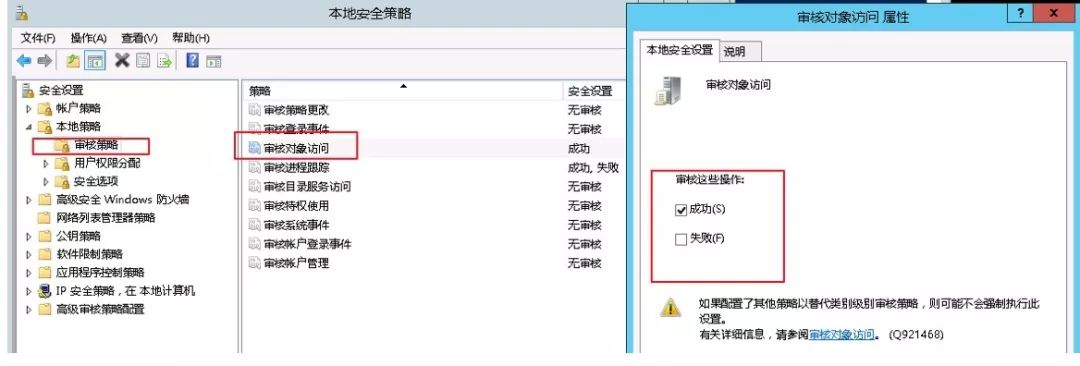 本地安全策略
文件(F) 操作(A) 查看(V) 帮助(H)
安全设置
帐户策略
本地策略
审核策略
用户权限分配
安全选项
高级安全 Windows 防火墙
网络列表管理器策略
公钥策略
软件限制策略
应用程序控制策略
IP 安全策略，在 本地计算机
高级审核策略配置
策略 安全设置
审核策略更改 无审核
审核登录事件 无审核
审核对象访问 成功
审核进程跟踪 成功, 失败
审核目录服务访问 无审核
审核特权使用 无审核
审核系统事件 无审核
审核帐户登录事件 无审核
审核帐户管理 无审核
审核对象访问 属性
? x
本地安全设置 说明
审核对象访问
审核这些操作:
成功(S)
失败(F)
如果配置了其他策略以替代类别级别审核策略，则可能不会强制执行此
设置。
有关详细信息，请参阅审核对象访问。 (Q921468)